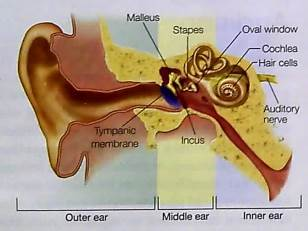 Malleus
Stapes
Oval window
Cochlea
Hair cells
Auditory
nerve
Tympanic
membrane
Incus
Outer ear
Middle ear
Inner ear